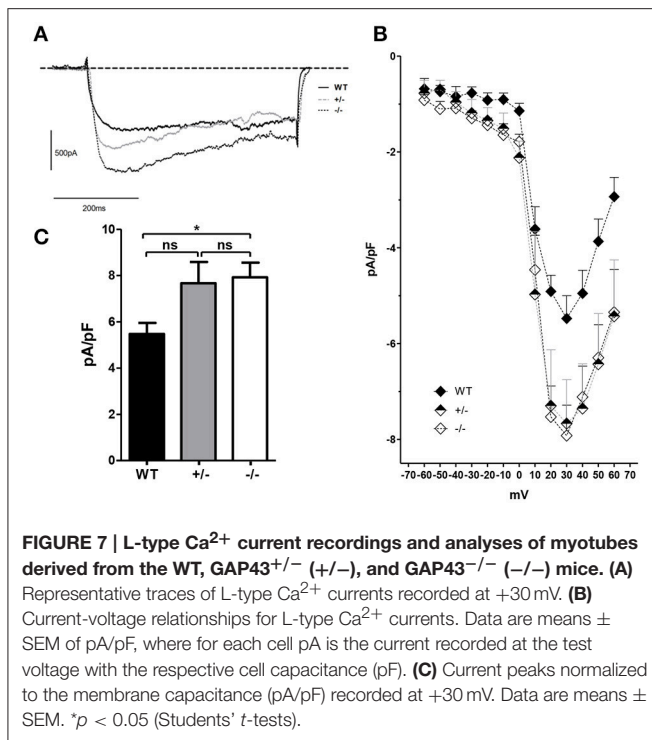 A
WT
+/-
-/-
500pA
200ms
B
0
-2
-4
-6
-8
pA/pF
WT
+/-
-/-
-70 -60 -50 -40 -30 -20 -10 0 10 20 30 40 50 60 70
mV
C
10
8
6
4
2
0
pA/pF
*
ns ns
WT +/- -/-
FIGURE 7 | L-type Ca²⁺ current recordings and analyses of myotubes
derived from the WT, GAP43⁺/⁻ (+/−), and GAP43⁻/⁻ (−/−) mice. (A)
Representative traces of L-type Ca²⁺ currents recorded at +30 mV. (B)
Current-voltage relationships for L-type Ca²⁺ currents. Data are means ±
SEM of pA/pF, where for each cell pA is the current recorded at the test
voltage with the respective cell capacitance (pF). (C) Current peaks normalized
to the membrane capacitance (pA/pF) recorded at +30 mV. Data are means ±
SEM. *p < 0.05 (Students' t-tests).